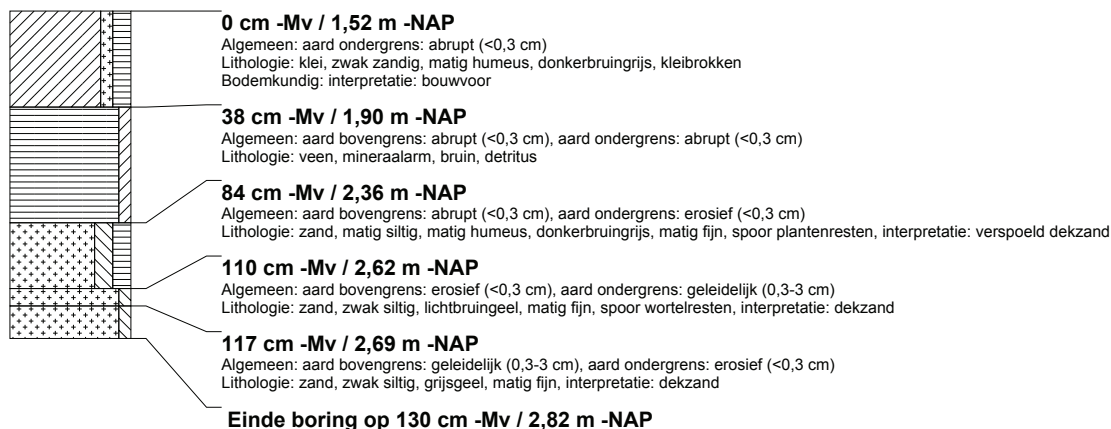 0 cm -Mv / 1,52 m -NAP
Algemeen: aard ondergrens: abrupt (<0,3 cm)
Lithologie: klei, zwak zandig, matig humeus, donkerbruingrijs, kleibrokken
Bodemkundig: interpretatie: bouwvoor
38 cm -Mv / 1,90 m -NAP
Algemeen: aard bovengrens: abrupt (<0,3 cm), aard ondergrens: abrupt (<0,3 cm)
Lithologie: veen, mineraalarm, bruin, detritus
84 cm -Mv / 2,36 m -NAP
Algemeen: aard bovengrens: abrupt (<0,3 cm), aard ondergrens: erosief (<0,3 cm)
Lithologie: zand, matig siltig, matig humeus, donkerbruingrijs, matig fijn, spoor plantenresten, interpretatie: verspoeld dekzand
110 cm -Mv / 2,62 m -NAP
Algemeen: aard bovengrens: erosief (<0,3 cm), aard ondergrens: geleidelijk (0,3-3 cm)
Lithologie: zand, zwak siltig, lichtbruingeel, matig fijn, spoor wortelresten, interpretatie: dekzand
117 cm -Mv / 2,69 m -NAP
Algemeen: aard bovengrens: geleidelijk (0,3-3 cm), aard ondergrens: erosief (<0,3 cm)
Lithologie: zand, zwak siltig, grijsgeel, matig fijn, interpretatie: dekzand
Einde boring op 130 cm -Mv / 2,82 m -NAP